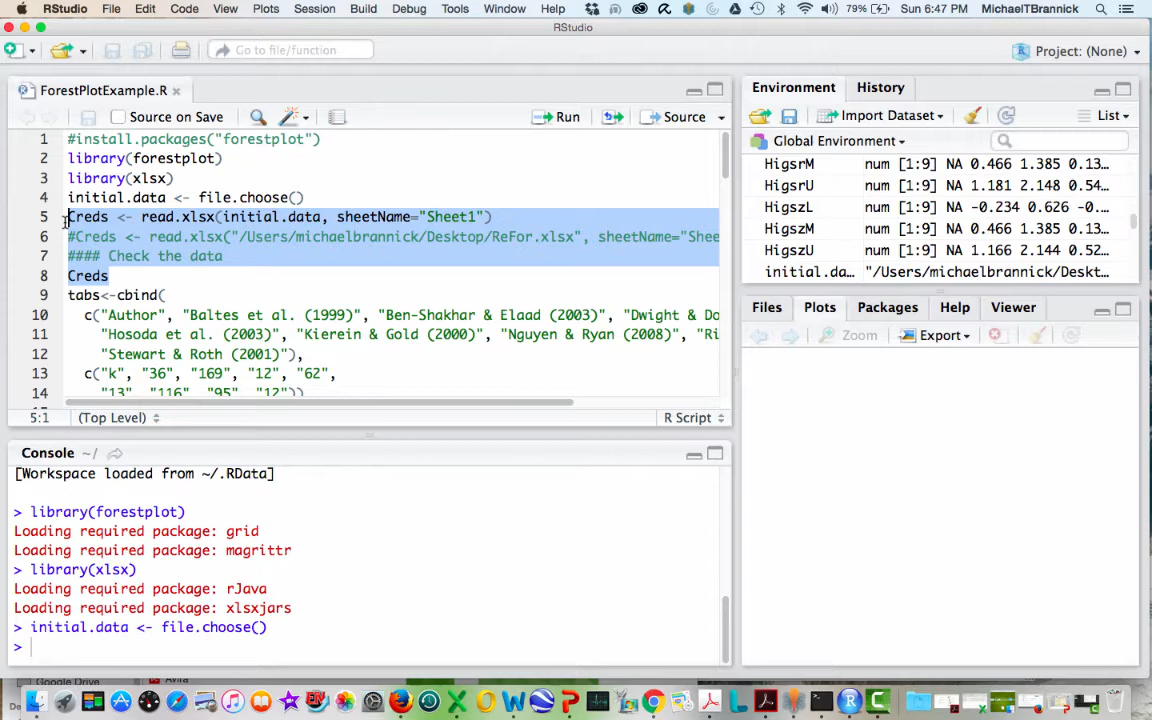 RStudio File Edit Code View Plots Session Build Debug Tools Window Help 79% Sun 6:47 PM MichaelTBrannick
RStudio
Go to file/function
Project: (None)
ForestPlotExample.R
Source on Save Run Source
1 #install.packages("forestplot")
2 library(forestplot)
3 library(xlsx)
4 initial.data <- file.choose()
5 Creds <- read.xlsx(initial.data, sheetName="Sheet1")
6 #Creds <- read.xlsx("/Users/michaelbrannick/Desktop/ReFor.xlsx", sheetName="Shee
7 #### Check the data
8 Creds
9 tabs<-cbind(
10 c("Author", "Baltes et al. (1999)", "Ben-Shakhar & Elaad (2003)", "Dwight & Do
11 "Hosoda et al. (2003)", "Kierein & Gold (2000)", "Nguyen & Ryan (2008)", "Ri
12 "Stewart & Roth (2001)"),
13 c("k", "36", "169", "12", "62",
14 "13", "116", "95", "12"))
5:1 (Top Level) R Script
Console ~/
[Workspace loaded from ~/.RData]
> library(forestplot)
Loading required package: grid
Loading required package: magrittr
> library(xlsx)
Loading required package: rJava
Loading required package: xlsxjars
> initial.data <- file.choose()
>
Environment History
Import Dataset List
Global Environment
HigsrM num [1:9] NA 0.466 1.385 0.13…
HigsrU num [1:9] NA 1.181 2.148 0.54…
HigszL num [1:9] NA -0.234 0.626 -0.…
HigszM num [1:9] NA 0.466 1.385 0.13…
HigszU num [1:9] NA 1.166 2.144 0.52…
initial.da… "/Users/michaelbrannick/Deskt…
Files Plots Packages Help Viewer
Zoom Export
Google Drive Avira